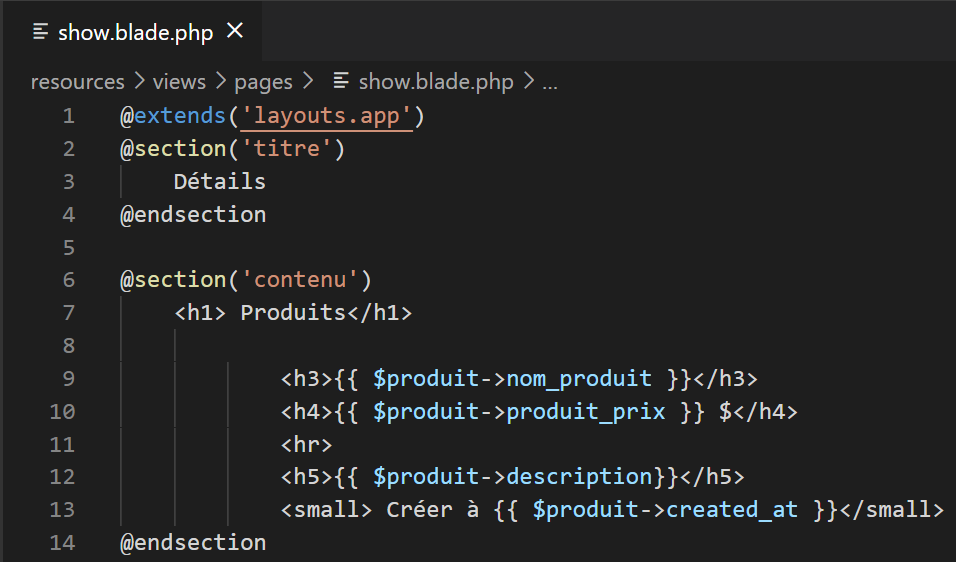 show.blade.php ×
resources > views > pages > show.blade.php > ...
1 @extends('layouts.app')
2 @section('titre')
3     Détails
4 @endsection
5
6 @section('contenu')
7     <h1> Produits</h1>
8
9             <h3>{{ $produit->nom_produit }}</h3>
10             <h4>{{ $produit->produit_prix }} $</h4>
11             <hr>
12             <h5>{{ $produit->description}}</h5>
13             <small> Créer à {{ $produit->created_at }}</small>
14 @endsection